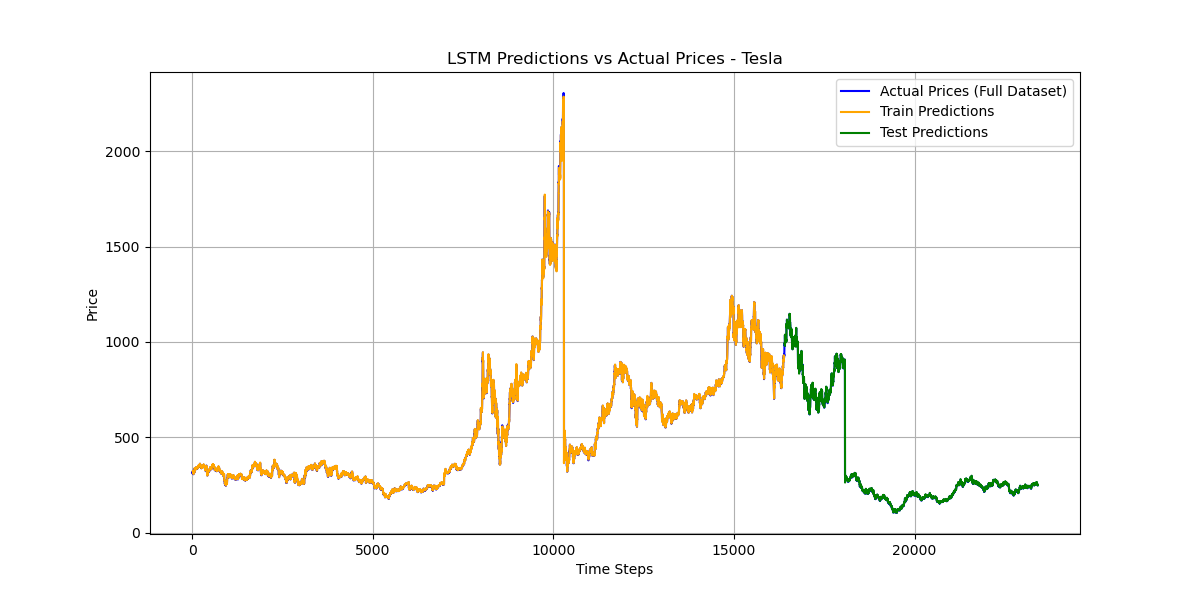 LSTM Predictions vs Actual Prices - Tesla
Actual Prices (Full Dataset)
Train Predictions
Test Predictions
Price
2000
1500
1000
500
0
0 5000 10000 15000 20000
Time Steps